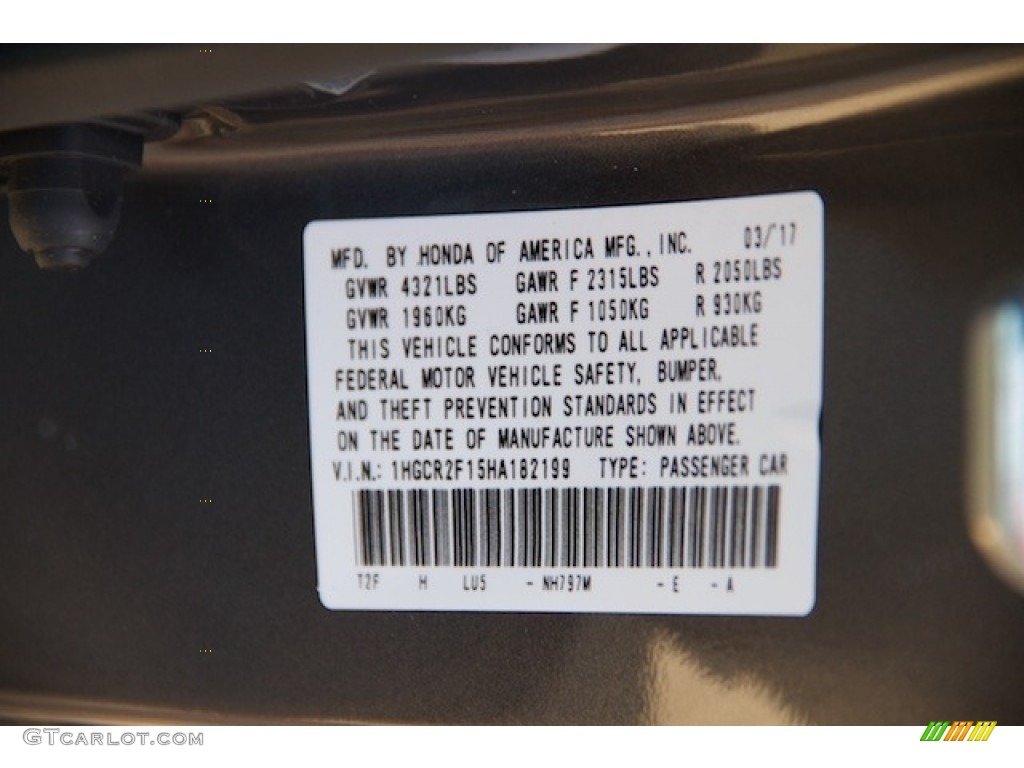 MFD. BY HONDA OF AMERICA MFG., INC. 03/'17
GVWR 4321LBS GAWR F 2315LBS R 2050LBS
GVWR 1960KG GAWR F 1050KG R 930KG
THIS VEHICLE CONFORMS TO ALL APPLICABLE
FEDERAL MOTOR VEHICLE SAFETY, BUMPER,
AND THEFT PREVENTION STANDARDS IN EFFECT
ON THE DATE OF MANUFACTURE SHOWN ABOVE.
V.I.N.: 1HGCR2F15HA182199 TYPE: PASSENGER CAR
T2F H LU5 - NH797M - E - A
GTCARLOT.COM